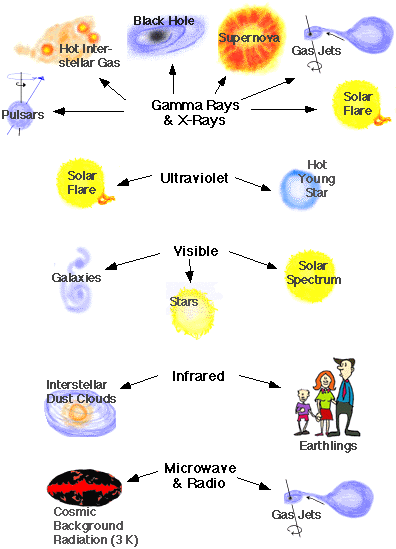 Black Hole
Hot Inter-
stellar Gas
Supernova
Gas Jets
Pulsars
Gamma Rays
& X-Rays
Solar
Flare
Solar
Flare
Ultraviolet
Hot
Young
Star
Galaxies
Visible
Stars
Solar
Spectrum
Interstellar
Dust Clouds
Infrared
Earthlings
Microwave
& Radio
Cosmic
Background
Radiation (3 K)
Gas Jets